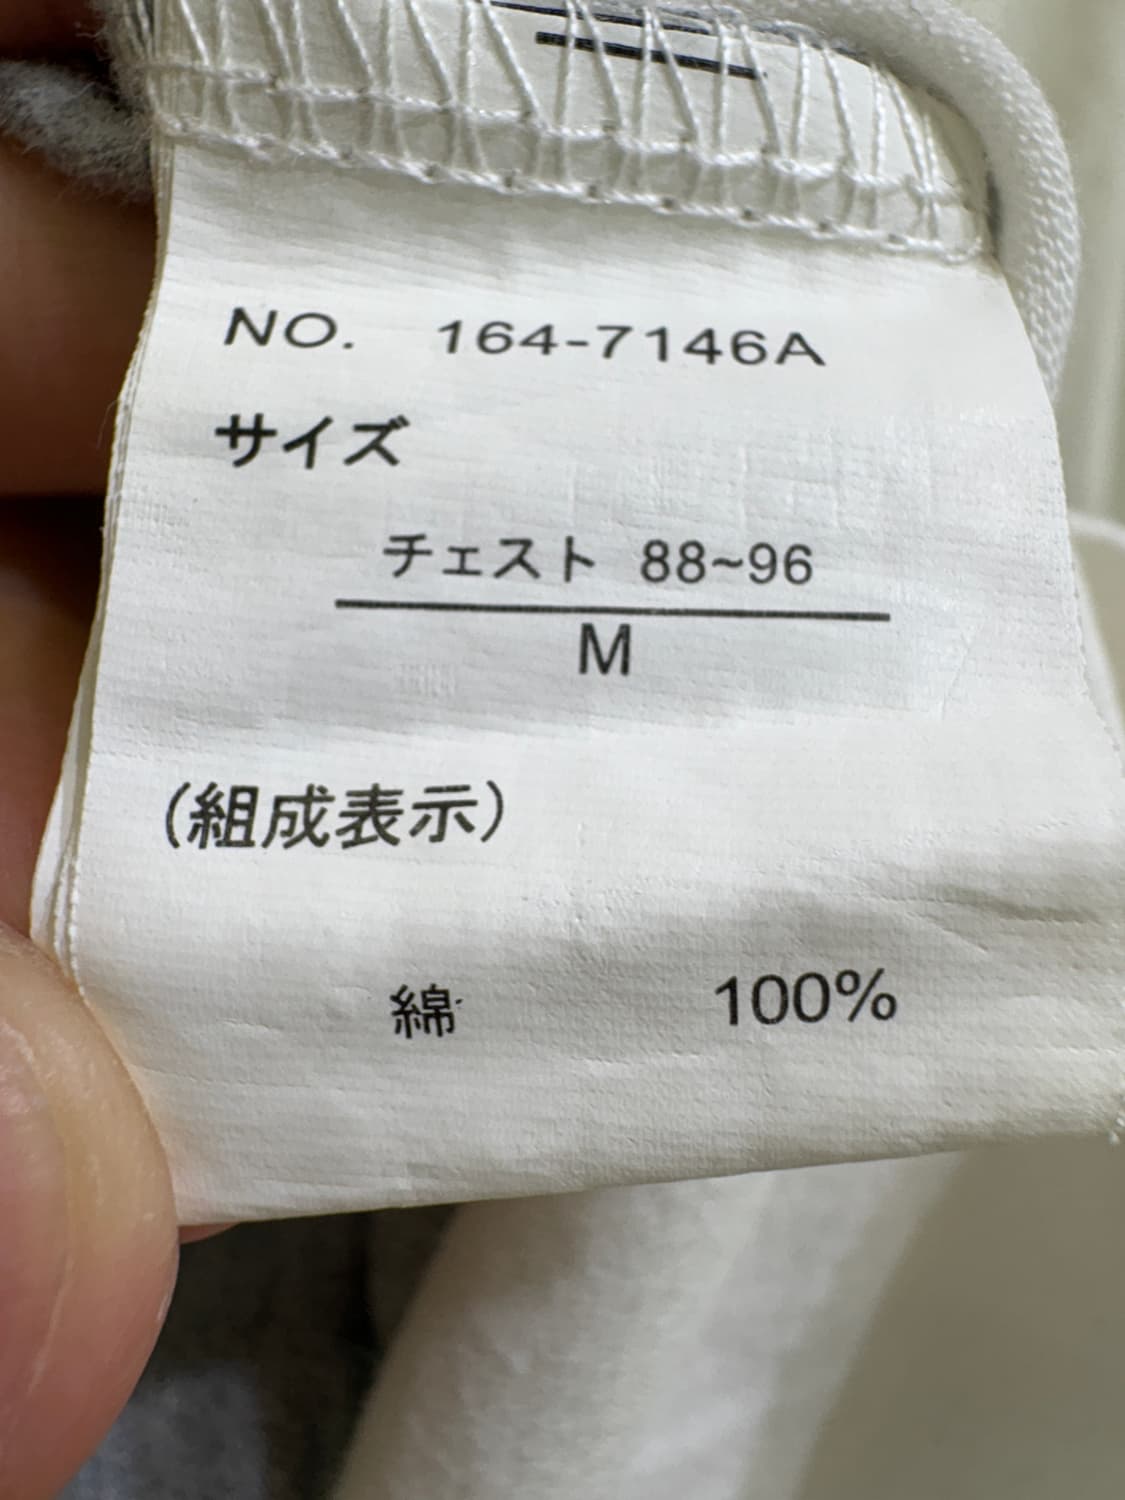 NO. 164-7146A
サイズ
チェスト 88~96
M
(組成表示)
綿 100%